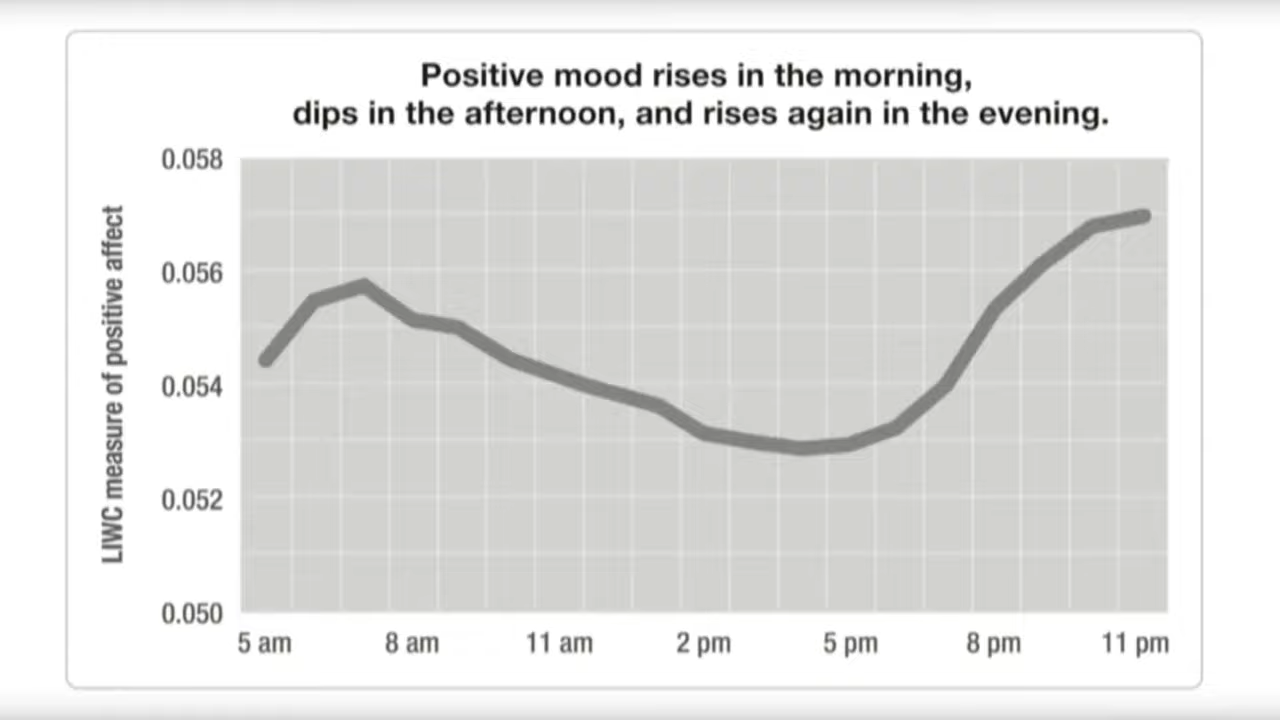 Positive mood rises in the morning,
dips in the afternoon, and rises again in the evening.
LIWC measure of positive affect
0.058
0.056
0.054
0.052
0.050
5 am 8 am 11 am 2 pm 5 pm 8 pm 11 pm